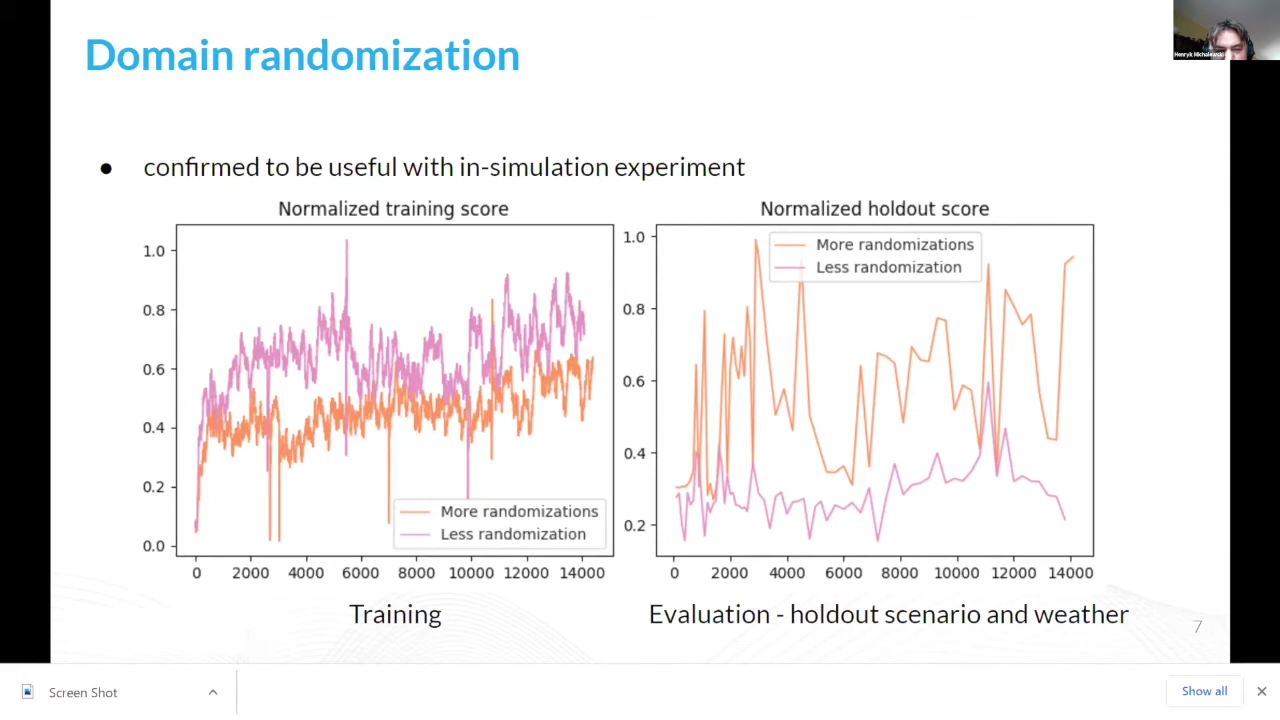 Domain randomization
Henryk Michalewski
● confirmed to be useful with in-simulation experiment
Normalized training score
1.0
0.8
0.6
0.4
0.2
0.0
More randomizations
Less randomization
0 2000 4000 6000 8000 10000 12000 14000
Training
Normalized holdout score
1.0
0.8
0.6
0.4
0.2
More randomizations
Less randomization
0 2000 4000 6000 8000 10000 12000 14000
Evaluation - holdout scenario and weather
7
Screen Shot
Show all